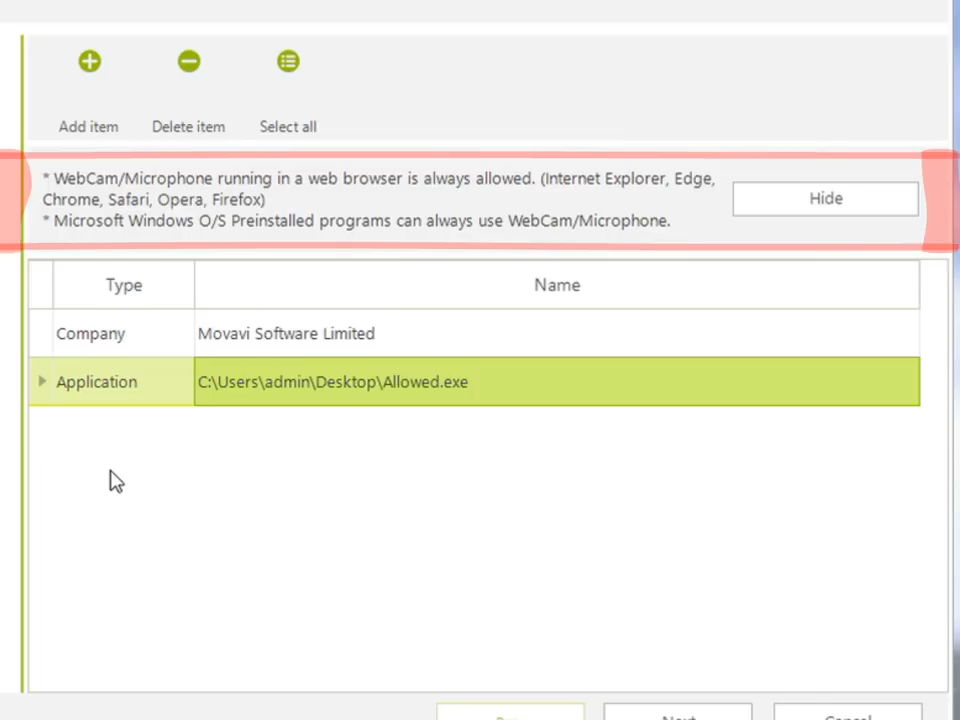 Add item Delete item Select all
* WebCam/Microphone running in a web browser is always allowed. (Internet Explorer, Edge,
Chrome, Safari, Opera, Firefox)
* Microsoft Windows O/S Preinstalled programs can always use WebCam/Microphone.
Hide
Type Name
Company Movavi Software Limited
Application C:\Users\admin\Desktop\Allowed.exe
Next Cancel